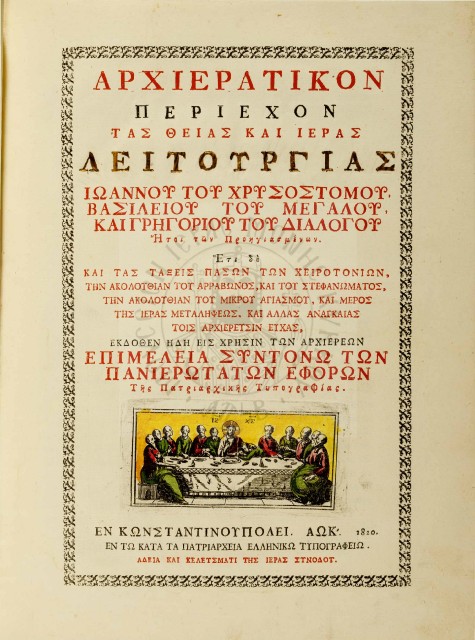 ΑΡΧΙΕΡΑΤΙΚΟΝ
ΠΕΡΙΕΧΟΝ
ΤΑΣ ΘΕΙΑΣ ΚΑΙ ΙΕΡΑΣ
ΛΕΙΤΟΥΡΓΙΑΣ
ΙΩΑΝΝΟΥ ΤΟΥ ΧΡΥΣΟΣΤΟΜΟΥ,
ΒΑΣΙΛΕΙΟΥ ΤΟΥ ΜΕΓΑΛΟΥ,
ΚΑΙ ΓΡΗΓΟΡΙΟΥ ΤΟΥ ΔΙΑΛΟΓΟΥ
Ἤτοι τῶν Προηγιασμένων.
Ἔτι δὲ
ΚΑΙ ΤΑΣ ΤΑΞΕΙΣ ΠΑΣΩΝ ΤΩΝ ΧΕΙΡΟΤΟΝΙΩΝ,
ΤΗΝ ΑΚΟΛΟΥΘΙΑΝ ΤΟΥ ΑΡΡΑΒΩΝΟΣ, ΚΑΙ ΤΟΥ ΣΤΕΦΑΝΩΜΑΤΟΣ,
ΤΗΝ ΑΚΟΛΟΥΘΙΑΝ ΤΟΥ ΜΙΚΡΟΥ ΑΓΙΑΣΜΟΥ, ΚΑΙ ΜΕΡΟΣ
ΤΗΣ ΙΕΡΑΣ ΜΕΤΑΛΗΨΕΩΣ, ΚΑΙ ΑΛΛΑΣ ΑΝΑΓΚΑΙΑΣ
ΤΟΙΣ ΑΡΧΙΕΡΕΥΣΙΝ ΕΥΧΑΣ,
ΕΚΔΟΘΕΝ ΗΔΗ ΕΙΣ ΧΡΗΣΙΝ ΤΩΝ ΑΡΧΙΕΡΕΩΝ
ΕΠΙΜΕΛΕΙΑ ΣΥΝΤΟΝΩ ΤΩΝ
ΠΑΝΙΕΡΩΤΑΤΩΝ ΕΦΟΡΩΝ
Τῆς Πατριαρχικῆς Τυπογραφίας.
ΕΝ ΚΩΝΣΤΑΝΤΙΝΟΥΠΟΛΕΙ. ΑΩΚʹ. 1820.
ΕΝ ΤΩ ΚΑΤΑ ΤΑ ΠΑΤΡΙΑΡΧΕΙΑ ΕΛΛΗΝΙΚΩ ΤΥΠΟΓΡΑΦΕΙΩ.
ΑΔΕΙΑ ΚΑΙ ΚΕΛΕΥΣΜΑΤΙ ΤΗΣ ΙΕΡΑΣ ΣΥΝΟΔΟΥ.